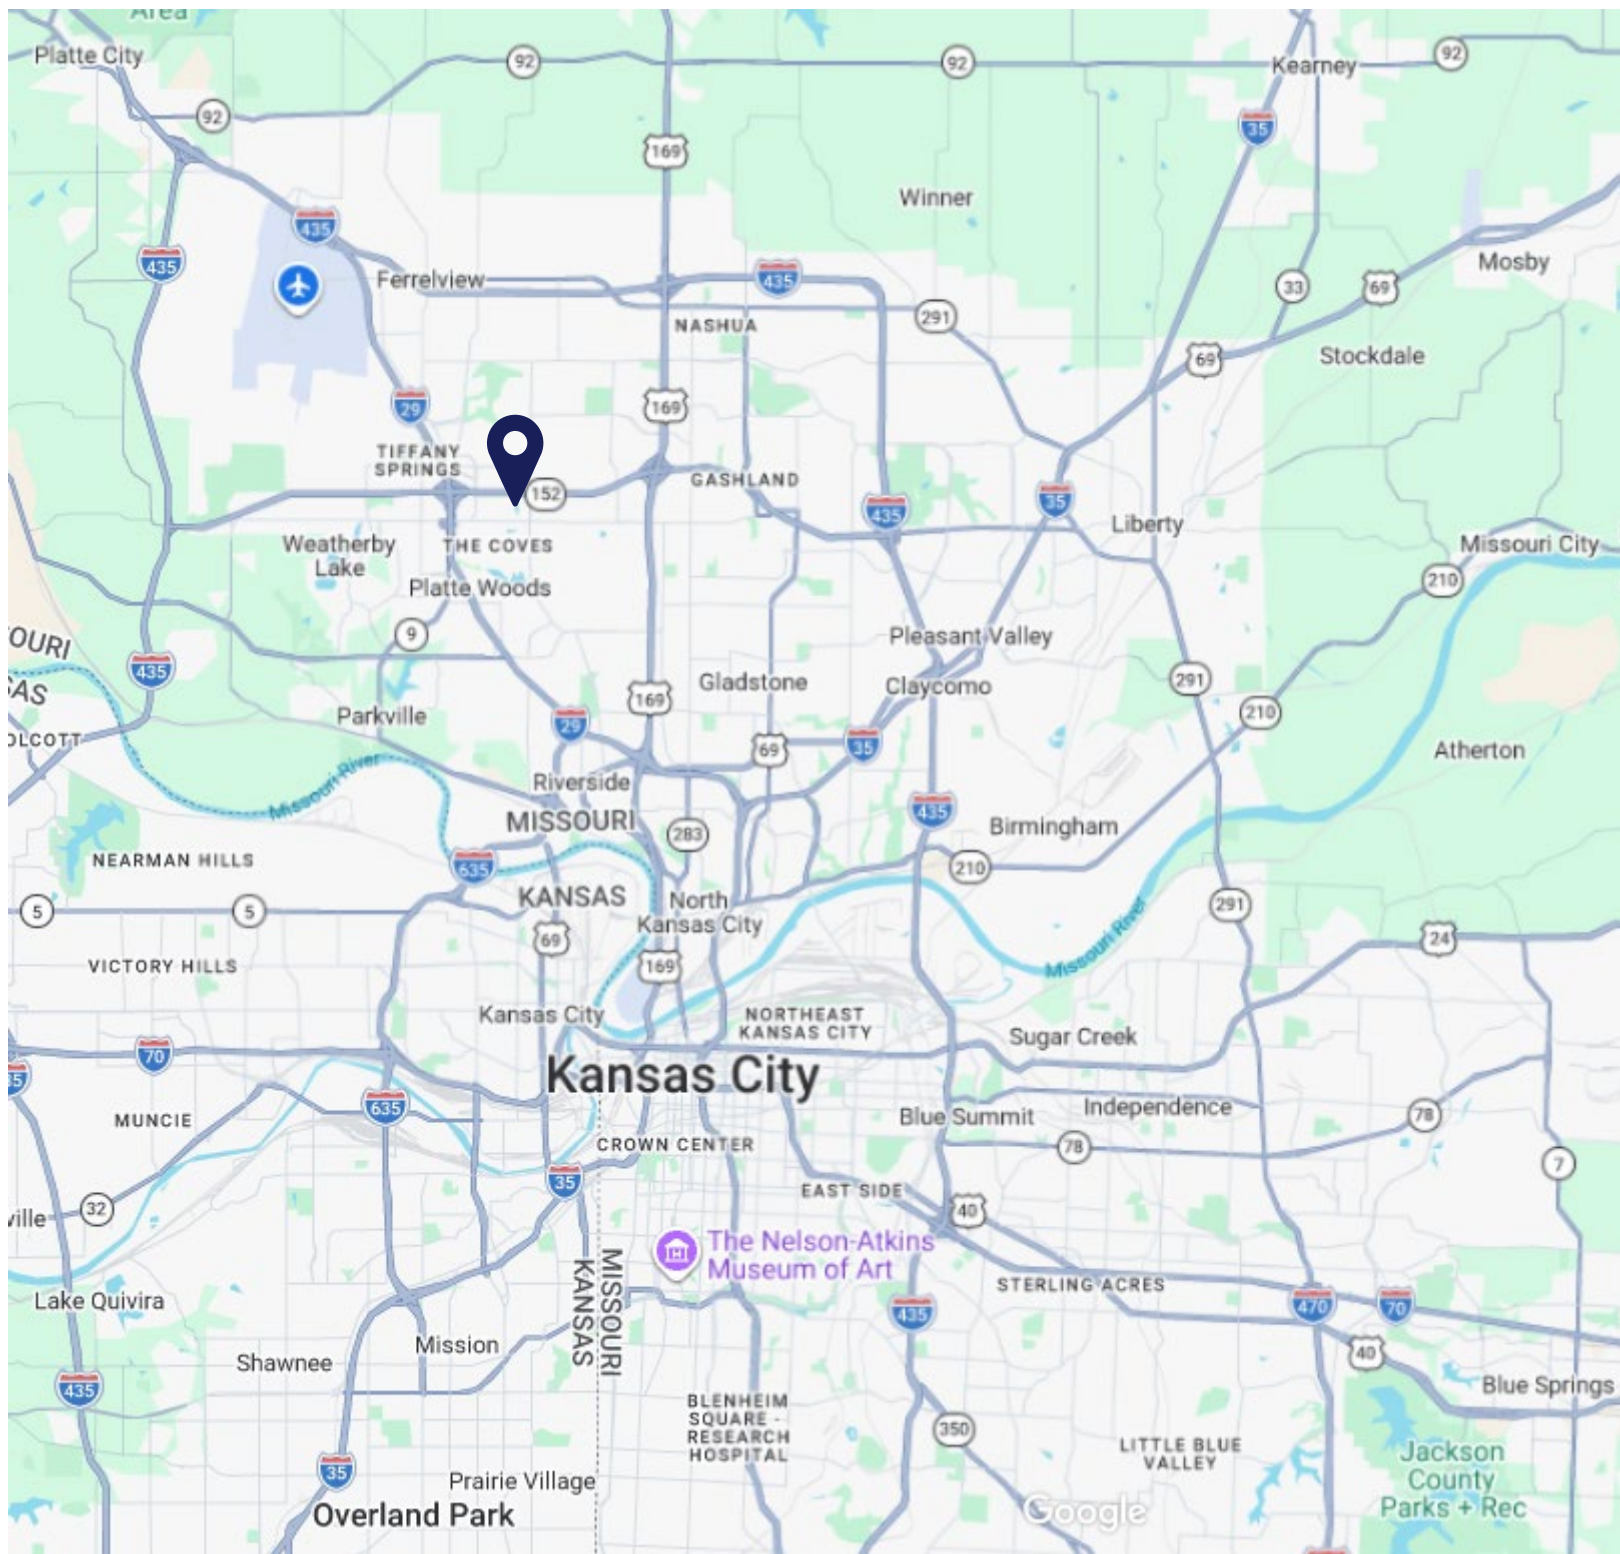 Area
Platte City
92
92
Kearney
92
92
35
169
Winner
435
435
Ferrelview
435
33
69
Mosby
291
NASHUA
69
Stockdale
29
169
TIFFANY
SPRINGS
152
GASHLAND
435
35
Liberty
Weatherby
Lake
THE COVES
Missouri City
210
Platte Woods
9
OURI
Pleasant Valley
435
SAS
Gladstone
Claycomo
291
169
210
Parkville
29
69
35
OLCOTT
Atherton
Missouri River
Riverside
MISSOURI
283
435
Birmingham
NEARMAN HILLS
635
210
KANSAS
North
Kansas City
5
5
291
69
24
Missouri River
VICTORY HILLS
169
Kansas City
NORTHEAST
KANSAS CITY
Sugar Creek
70
35
Kansas City
635
MUNCIE
Blue Summit
Independence
78
CROWN CENTER
78
7
35
EAST SIDE
32
ville
40
The Nelson-Atkins
Museum of Art
MISSOURI
KANSAS
STERLING ACRES
Lake Quivira
435
470
70
Mission
Shawnee
40
435
Blue Springs
BLENHEIM
SQUARE -
RESEARCH
HOSPITAL
350
LITTLE BLUE
VALLEY
Jackson
County
Parks + Rec
35
Prairie Village
Overland Park
Google